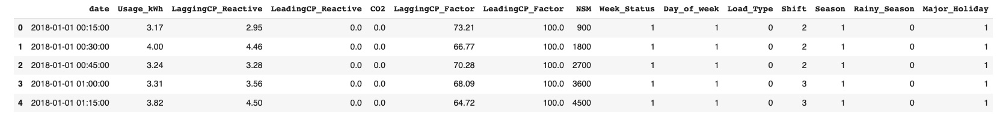 date Usage_kWh LaggingCP_Reactive LeadingCP_Reactive CO2 LaggingCP_Factor LeadingCP_Factor NSM Week_Status Day_of_week Load_Type Shift Season Rainy_Season Major_Holiday
0 2018-01-01 00:15:00 3.17 2.95 0.0 0.0 73.21 100.0 900 1 1 0 2 1 0 1
1 2018-01-01 00:30:00 4.00 4.46 0.0 0.0 66.77 100.0 1800 1 1 0 2 1 0 1
2 2018-01-01 00:45:00 3.24 3.28 0.0 0.0 70.28 100.0 2700 1 1 0 2 1 0 1
3 2018-01-01 01:00:00 3.31 3.56 0.0 0.0 68.09 100.0 3600 1 1 0 3 1 0 1
4 2018-01-01 01:15:00 3.82 4.50 0.0 0.0 64.72 100.0 4500 1 1 0 3 1 0 1